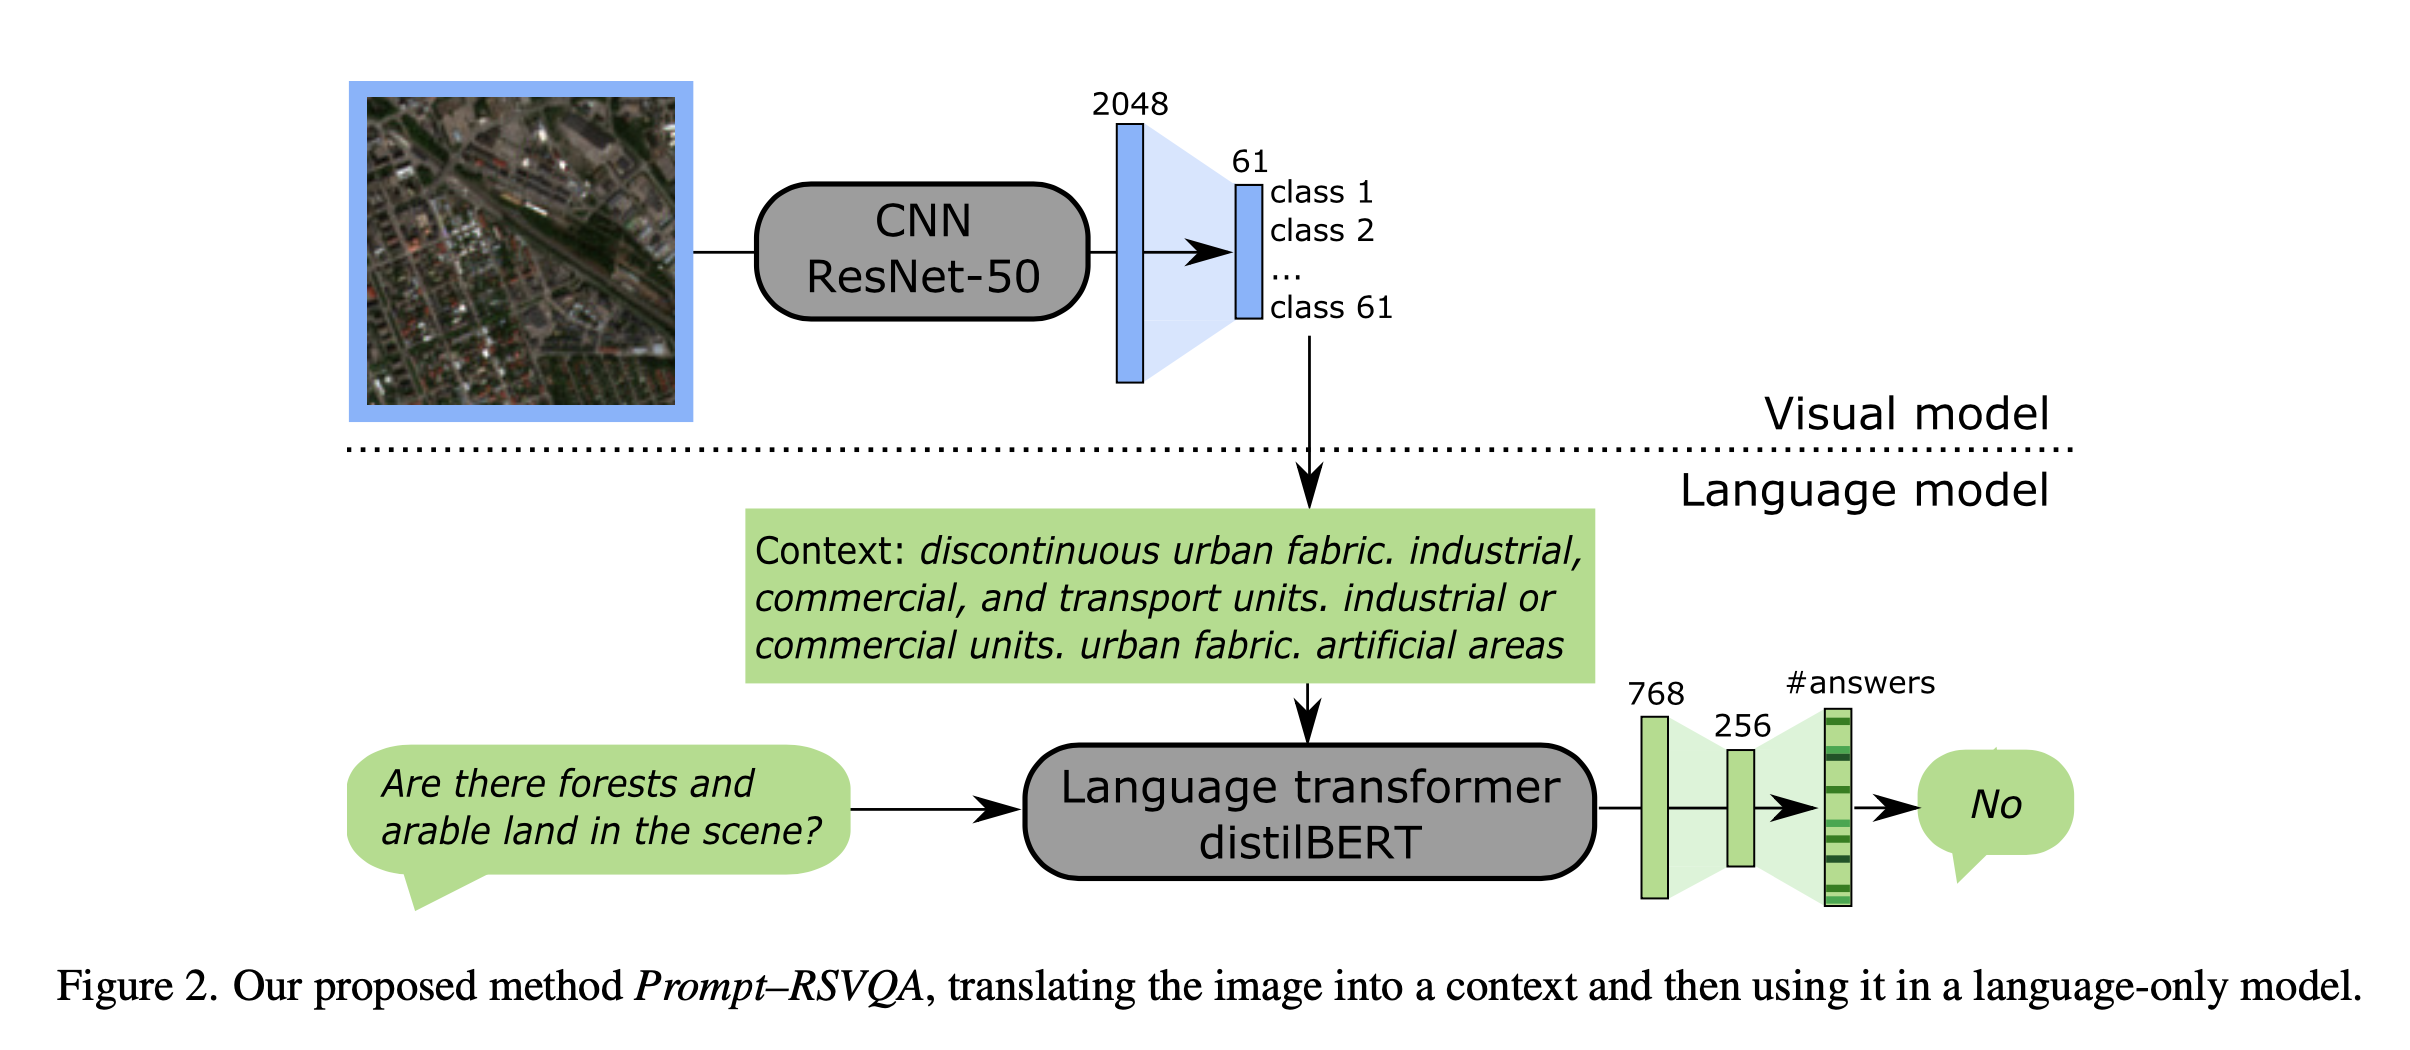 2048
61
class 1
class 2
...
class 61
CNN
ResNet-50
Visual model
Language model
Context: discontinuous urban fabric. industrial,
commercial, and transport units. industrial or
commercial units. urban fabric. artificial areas
Are there forests and
arable land in the scene?
Language transformer
distilBERT
768
256
#answers
No
Figure 2. Our proposed method Prompt–RSVQA, translating the image into a context and then using it in a language-only model.